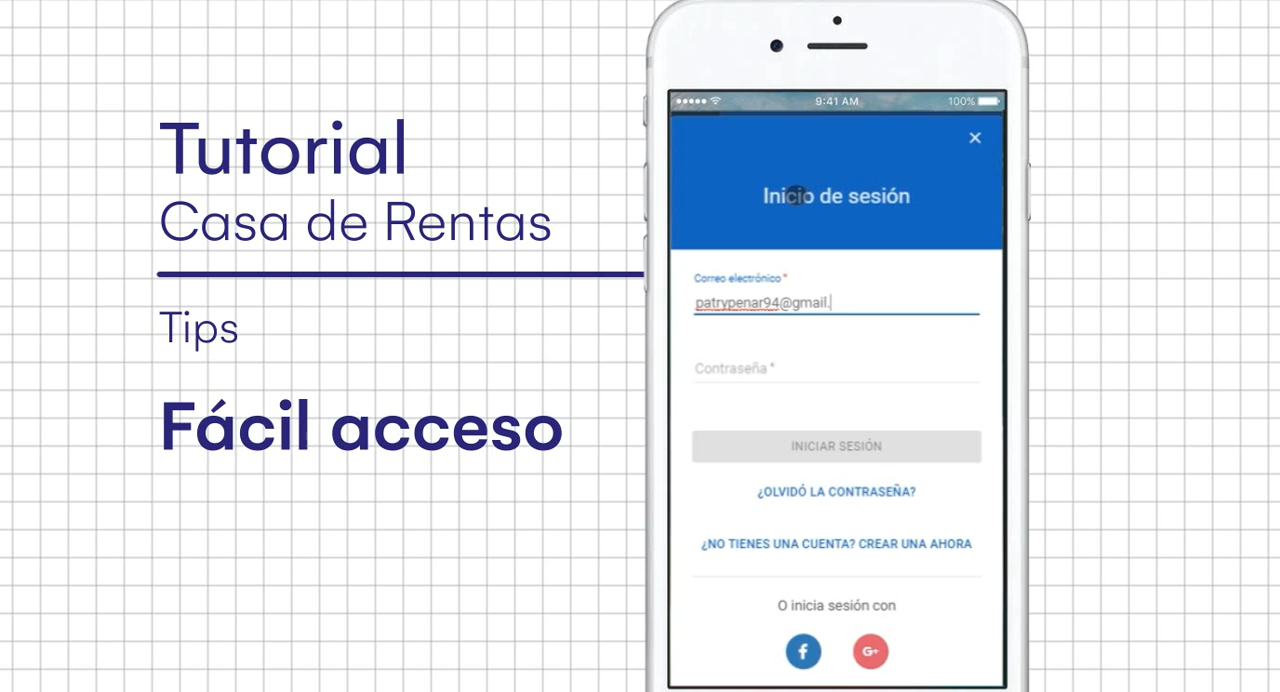 Tutorial
Casa de Rentas
Tips
Fácil acceso
9:41 AM
100%
Inicio de sesión
Correo electrónico *
patrypenar94@gmail.
Contraseña *
INICIAR SESIÓN
¿OLVIDÓ LA CONTRASEÑA?
¿NO TIENES UNA CUENTA? CREAR UNA AHORA
O inicia sesión con
f
G+